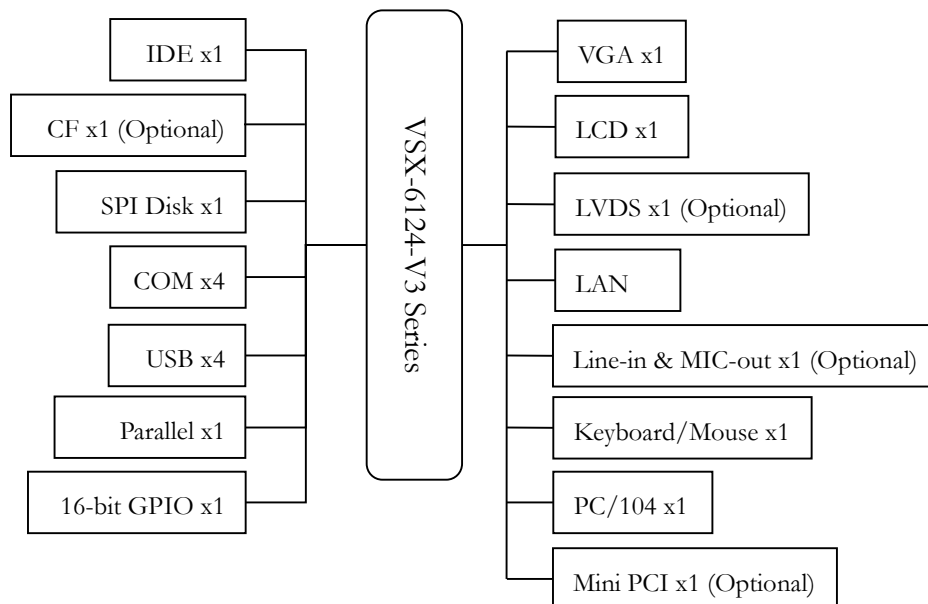 IDE x1
CF x1 (Optional)
SPI Disk x1
COM x4
USB x4
Parallel x1
16-bit GPIO x1
VSX-6124-V3 Series
VGA x1
LCD x1
LVDS x1 (Optional)
LAN
Line-in & MIC-out x1 (Optional)
Keyboard/Mouse x1
PC/104 x1
Mini PCI x1 (Optional)